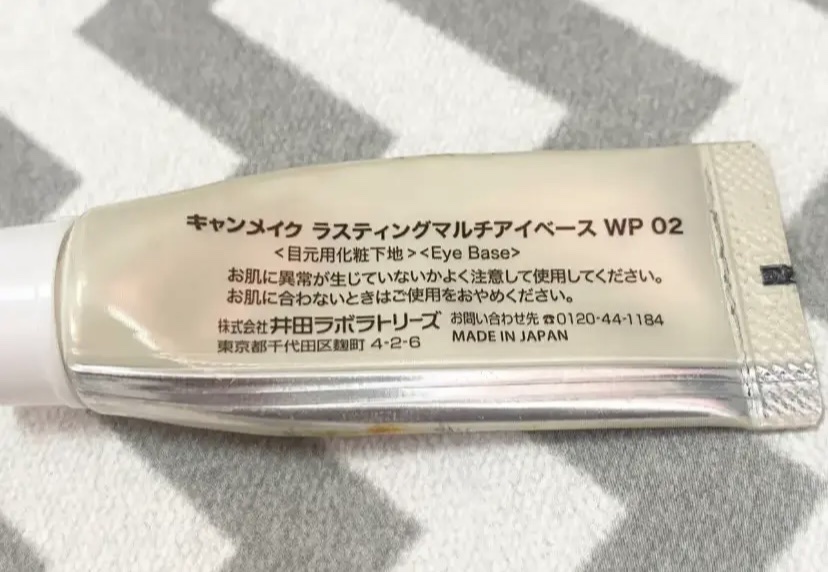 キャンメイク ラスティングマルチアイベース WP 02
<目元用化粧下地><Eye Base>
お肌に異常が生じていないかよく注意して使用してください。
お肌に合わないときはご使用をおやめください。
株式会社 井田ラボラトリーズ お問い合わせ先 ☎0120-44-1184
東京都千代田区麹町 4-2-6 MADE IN JAPAN